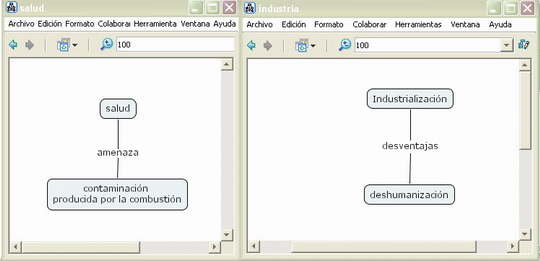 salud
Archivo Edición Formato Colabora Herramienta Ventana Ayuda
100
salud
amenaza
contaminación
producida por la combustión
industria
Archivo Edición Formato Colaborar Herramientas Ventana Ayuda
100
Industrialización
desventajas
deshumanización